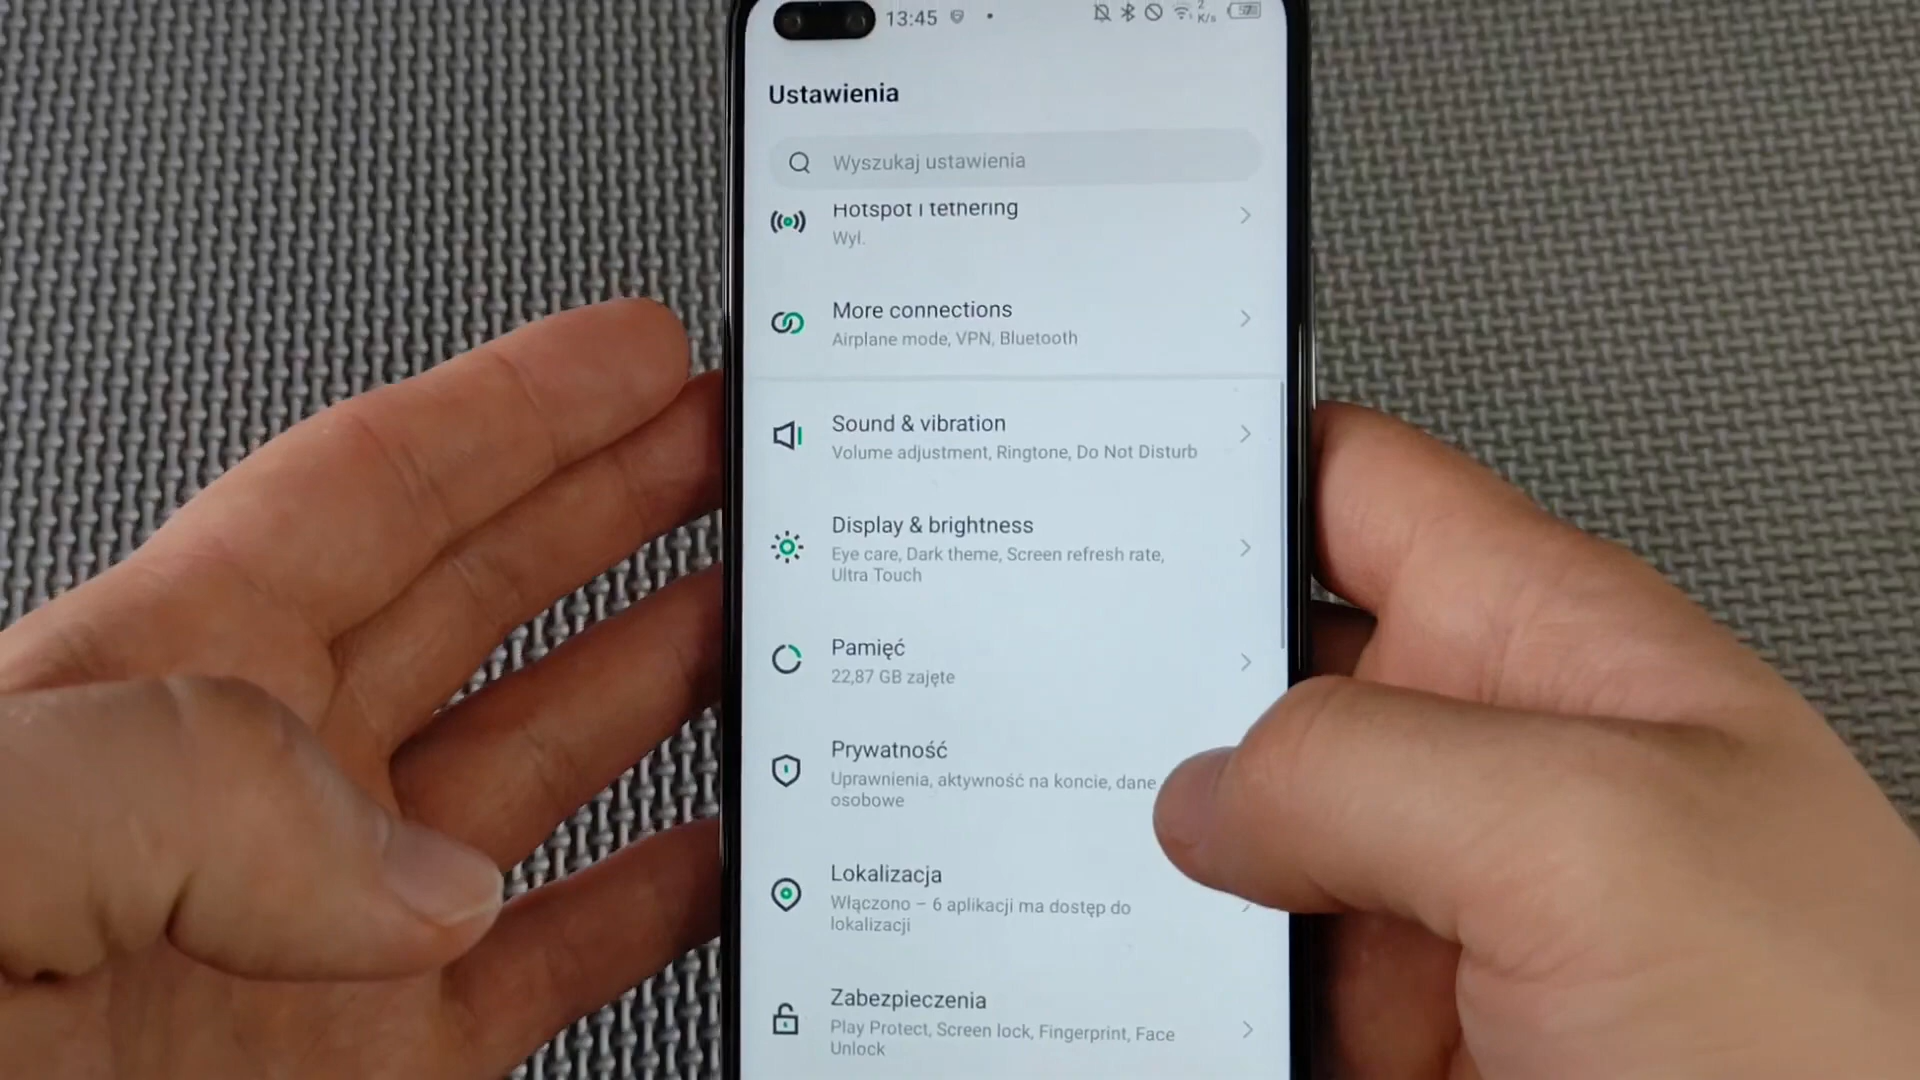 13:45
2
K/s
57
Ustawienia
Wyszukaj ustawienia
Hotspot i tethering
Wył.
More connections
Airplane mode, VPN, Bluetooth
Sound & vibration
Volume adjustment, Ringtone, Do Not Disturb
Display & brightness
Eye care, Dark theme, Screen refresh rate,
Ultra Touch
Pamięć
22,87 GB zajęte
Prywatność
Uprawnienia, aktywność na koncie, dane
osobowe
Lokalizacja
Włączono – 6 aplikacji ma dostęp do
lokalizacji
Zabezpieczenia
Play Protect, Screen lock, Fingerprint, Face
Unlock